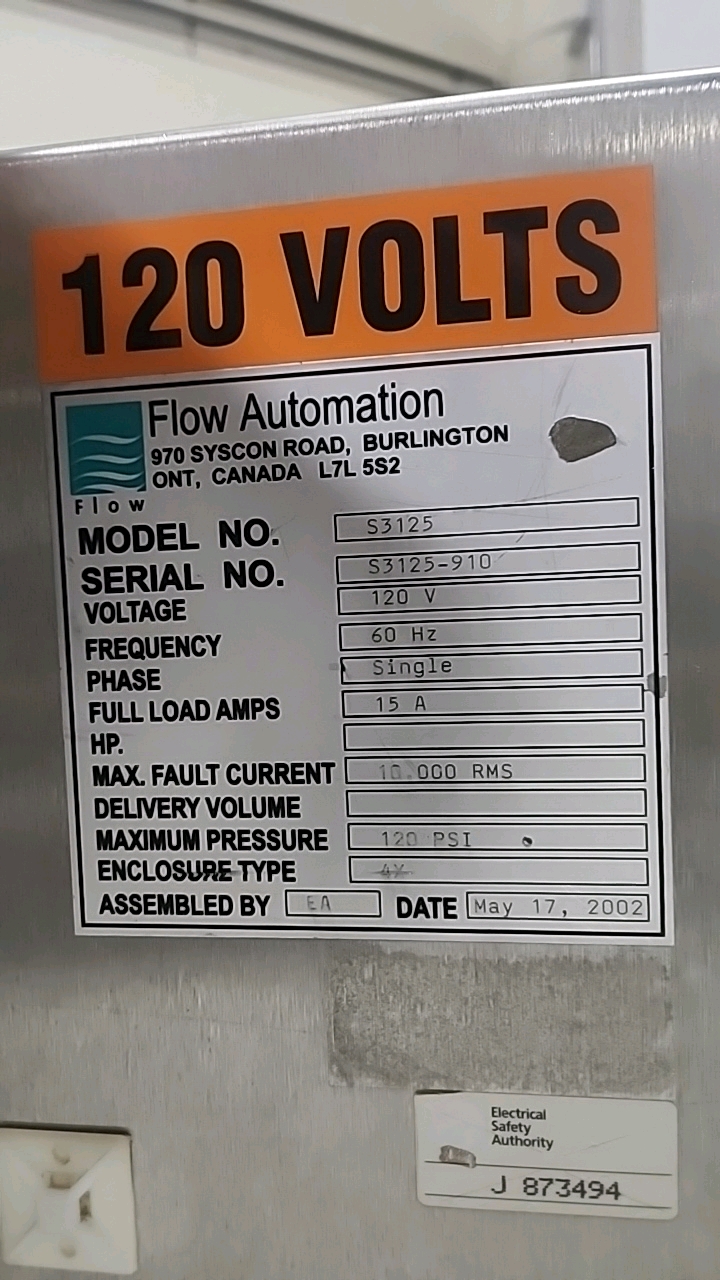 120 VOLTS
Flow Automation
970 SYSCON ROAD, BURLINGTON
ONT, CANADA L7L 5S2
Flow
MODEL NO. S3125
SERIAL NO. S3125-910
VOLTAGE 120 V
FREQUENCY 60 Hz
PHASE Single
FULL LOAD AMPS 15 A
HP.
MAX. FAULT CURRENT 10.000 RMS
DELIVERY VOLUME
MAXIMUM PRESSURE 120 PSI
ENCLOSURE TYPE 4X
ASSEMBLED BY EA DATE May 17, 2002
Electrical
Safety
Authority
J 873494